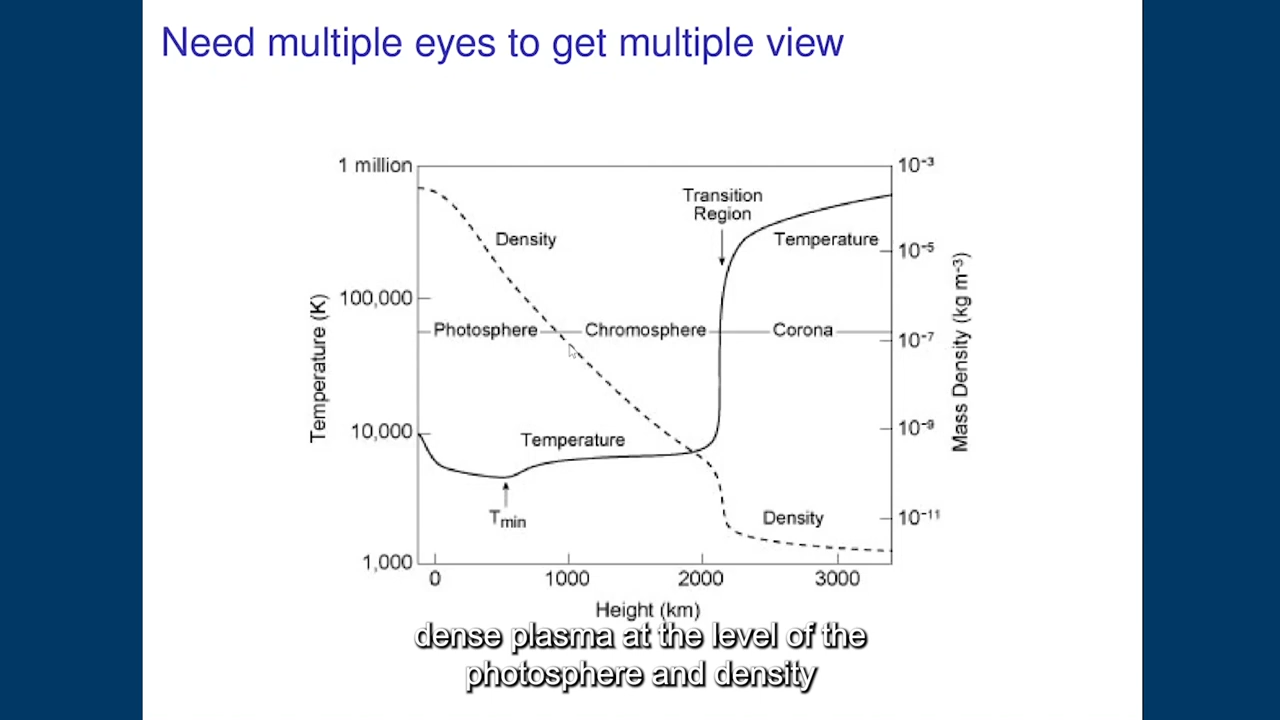 Need multiple eyes to get multiple view
1 million
10⁻³
Transition
Region
Density
Temperature
10⁻⁵
100,000
Photosphere
Chromosphere
Corona
10⁻⁷
Temperature (K)
Mass Density (kg m⁻³)
10,000
Temperature
10⁻⁹
Tmin
Density
10⁻¹¹
1,000
0
1000
2000
3000
Height (km)
dense plasma at the level of the
photosphere and density